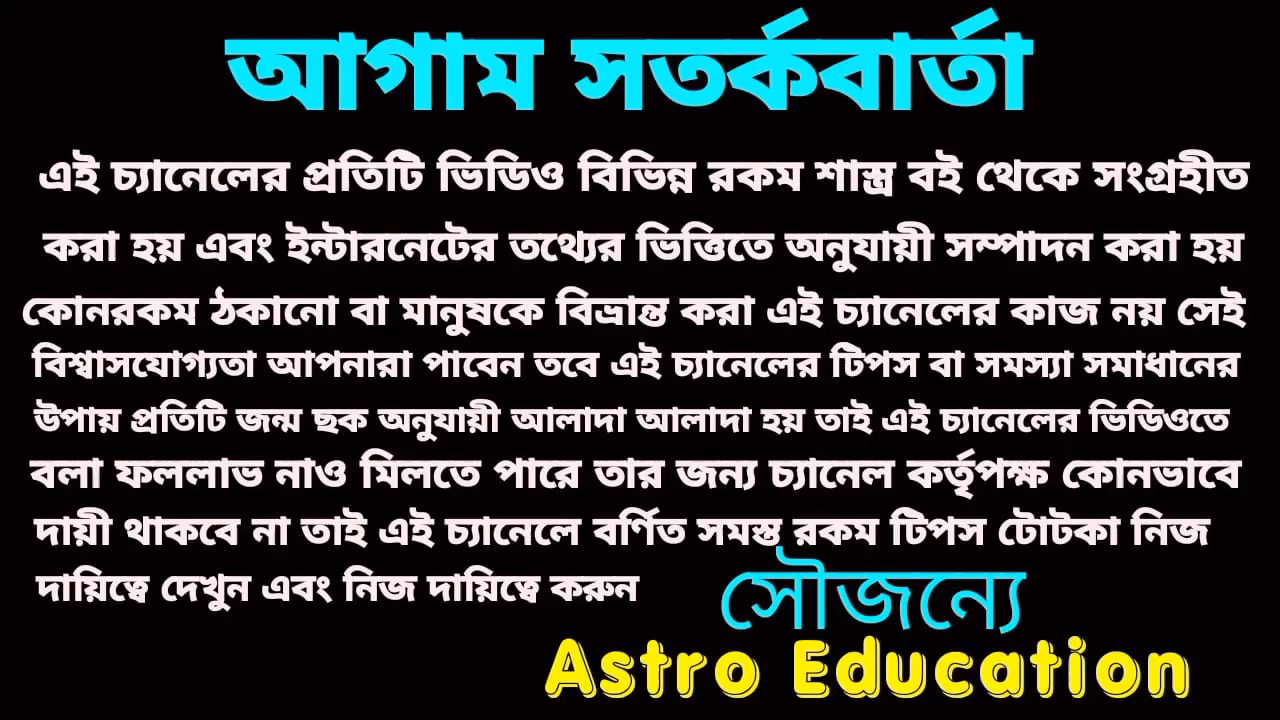 আগাম সতর্কবার্তা
এই চ্যানেলের প্রতিটি ভিডিও বিভিন্ন রকম শাস্ত্র বই থেকে সংগ্রহীত
করা হয় এবং ইন্টারনেটের তথ্যের ভিত্তিতে অনুযায়ী সম্পাদন করা হয়
কোনরকম ঠকানো বা মানুষকে বিভ্রান্ত করা এই চ্যানেলের কাজ নয় সেই
বিশ্বাসযোগ্যতা আপনারা পাবেন তবে এই চ্যানেলের টিপস বা সমস্যা সমাধানের
উপায় প্রতিটি জন্ম ছক অনুযায়ী আলাদা আলাদা হয় তাই এই চ্যানেলের ভিডিওতে
বলা ফললাভ নাও মিলতে পারে তার জন্য চ্যানেল কর্তৃপক্ষ কোনভাবে
দায়ী থাকবে না তাই এই চ্যানেলে বর্ণিত সমস্ত রকম টিপস টোটকা নিজ
দায়িত্বে দেখুন এবং নিজ দায়িত্বে করুন
সৌজন্যে
Astro Education